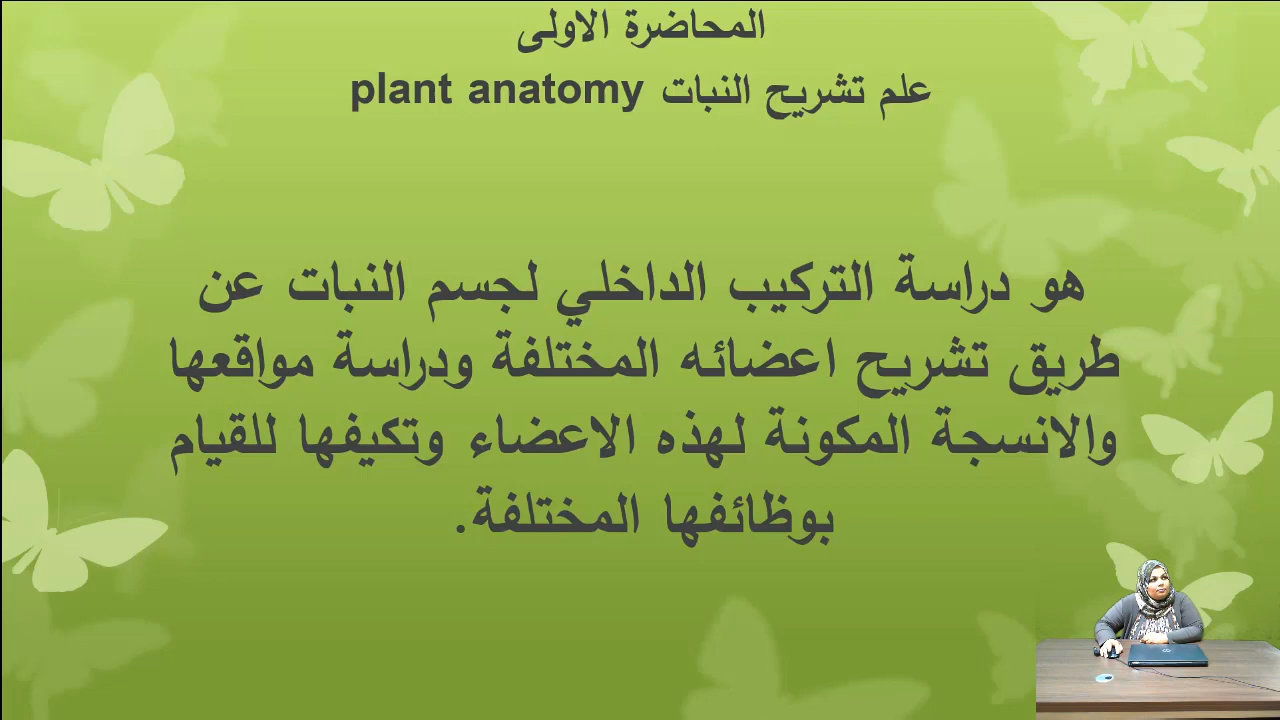 المحاضرة الاولى
علم تشريح النبات plant anatomy
هو دراسة التركيب الداخلي لجسم النبات عن
طريق تشريح اعضائه المختلفة ودراسة مواقعها
والانسجة المكونة لهذه الاعضاء وتكيفها للقيام
بوظائفها المختلفة.